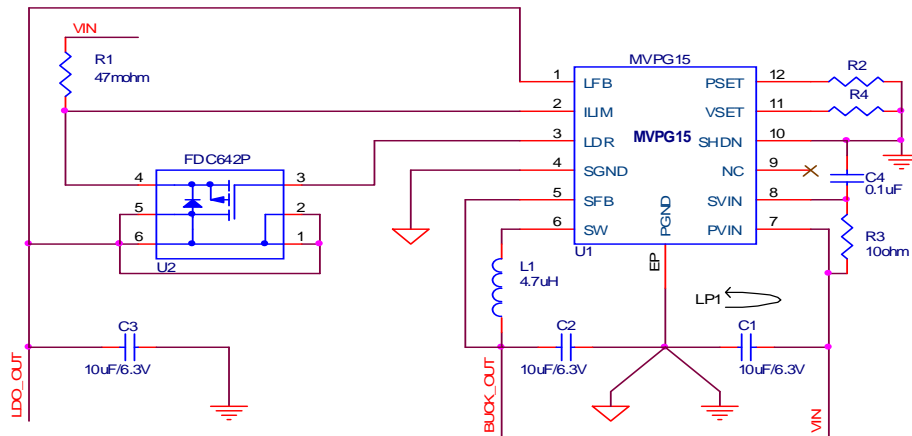 VIN
R1
47mohm
FDC642P
4
5
6
3
2
1
U2
C3
10uF/6.3V
LDO_OUT
MVPG15
1
2
3
4
5
6
LFB
ILIM
LDR
SGND
SFB
SW
MVPG15
PGND
PSET
VSET
SHDN
NC
SVIN
PVIN
12
11
10
9
8
7
U1
EP
R2
R4
C4
0.1uF
R3
10ohm
L1
4.7uH
LP1
C2
10uF/6.3V
C1
10uF/6.3V
BUCK_OUT
VIN